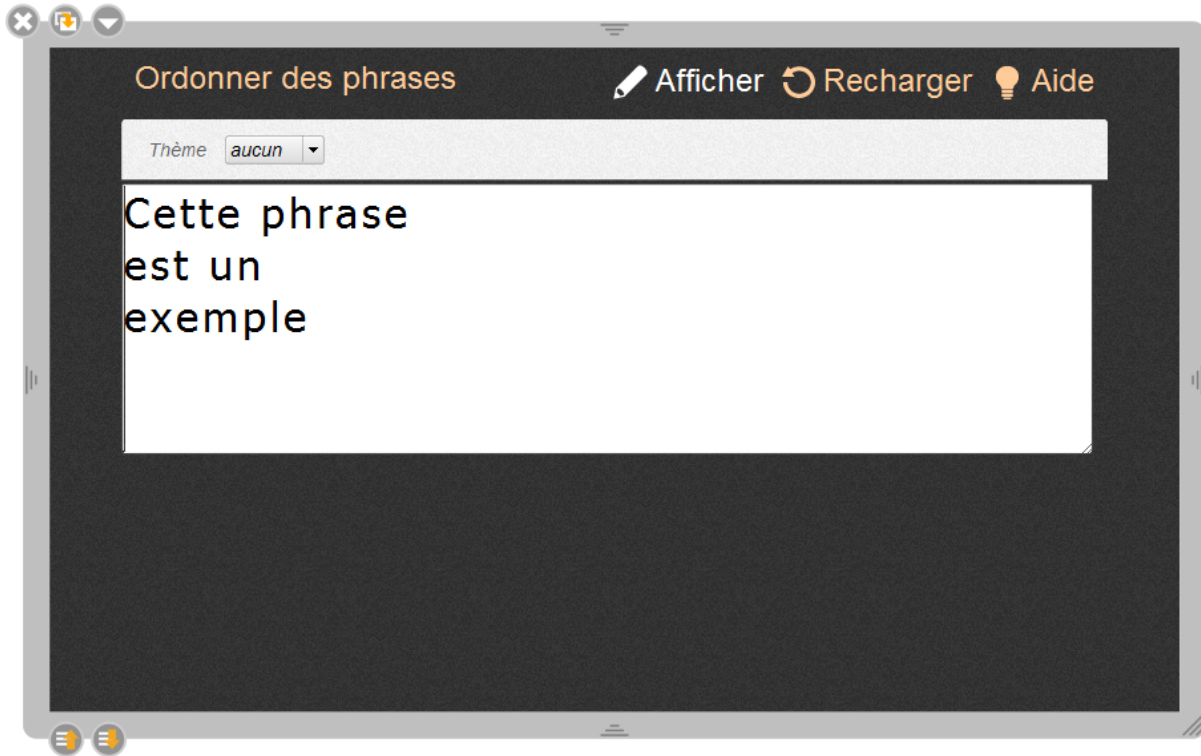 Ordonner des phrases Afficher Recharger Aide
Thème aucun
Cette phrase
est un
exemple